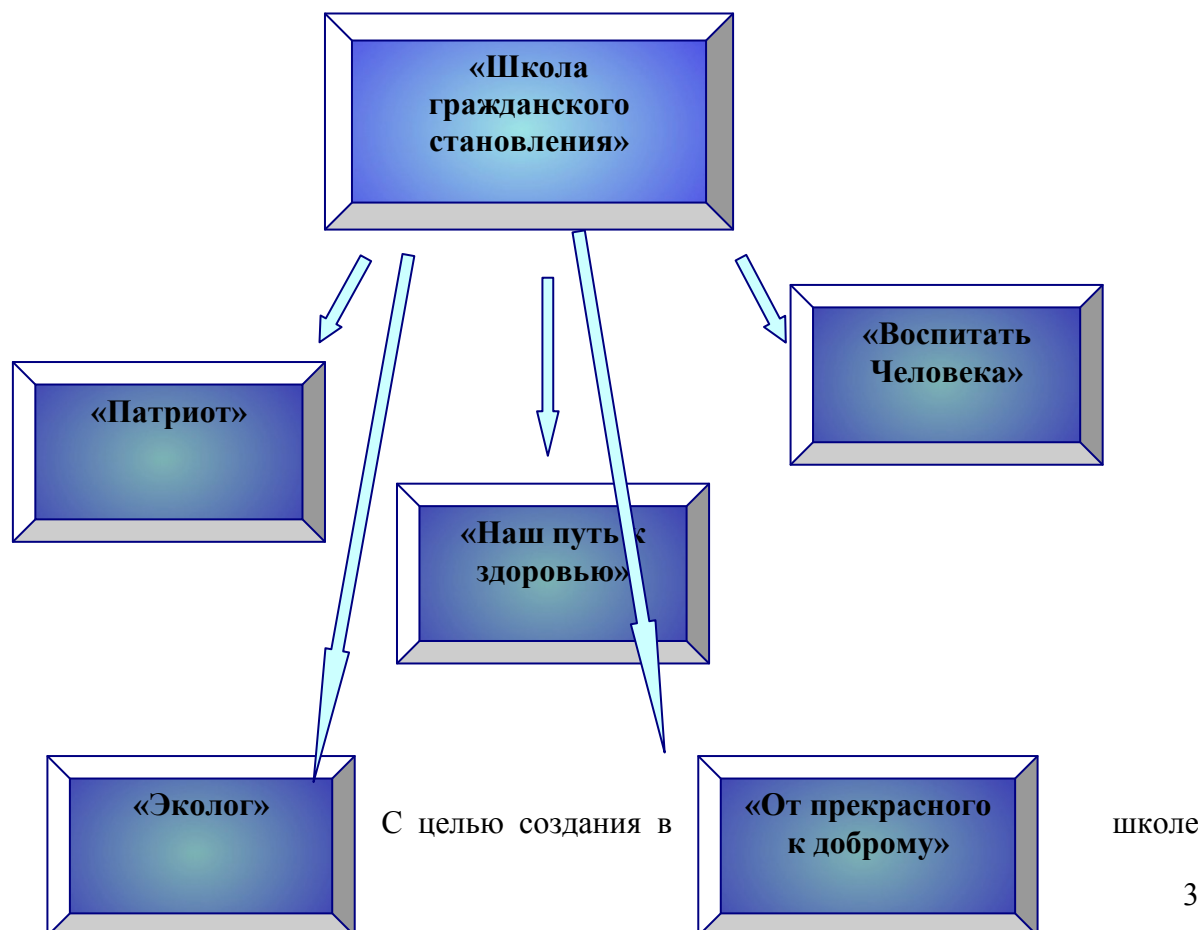 «Школа
гражданского
становления»
«Воспитать
Человека»
«Патриот»
«Наш путь к
здоровью»
«Эколог»
«От прекрасного
к доброму»
С целью создания в школе
3